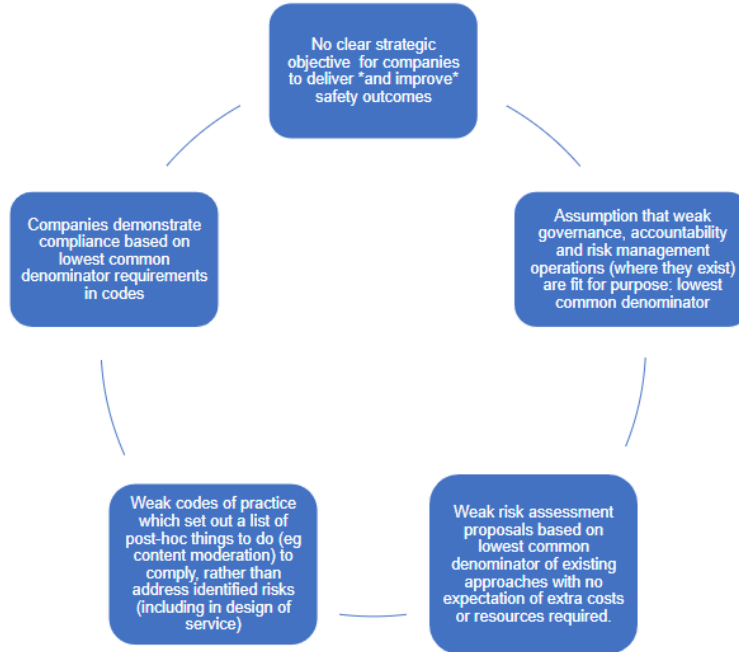 No clear strategic
objective for companies
to deliver *and improve*
safety outcomes
Assumption that weak
governance, accountability
and risk management
operations (where they exist)
are fit for purpose: lowest
common denominator
Weak risk assessment
proposals based on
lowest common
denominator of existing
approaches with no
expectation of extra costs
or resources required.
Weak codes of practice
which set out a list of
post-hoc things to do (eg
content moderation) to
comply, rather than
address identified risks
(including in design of
service)
Companies demonstrate
compliance based on
lowest common
denominator requirements
in codes